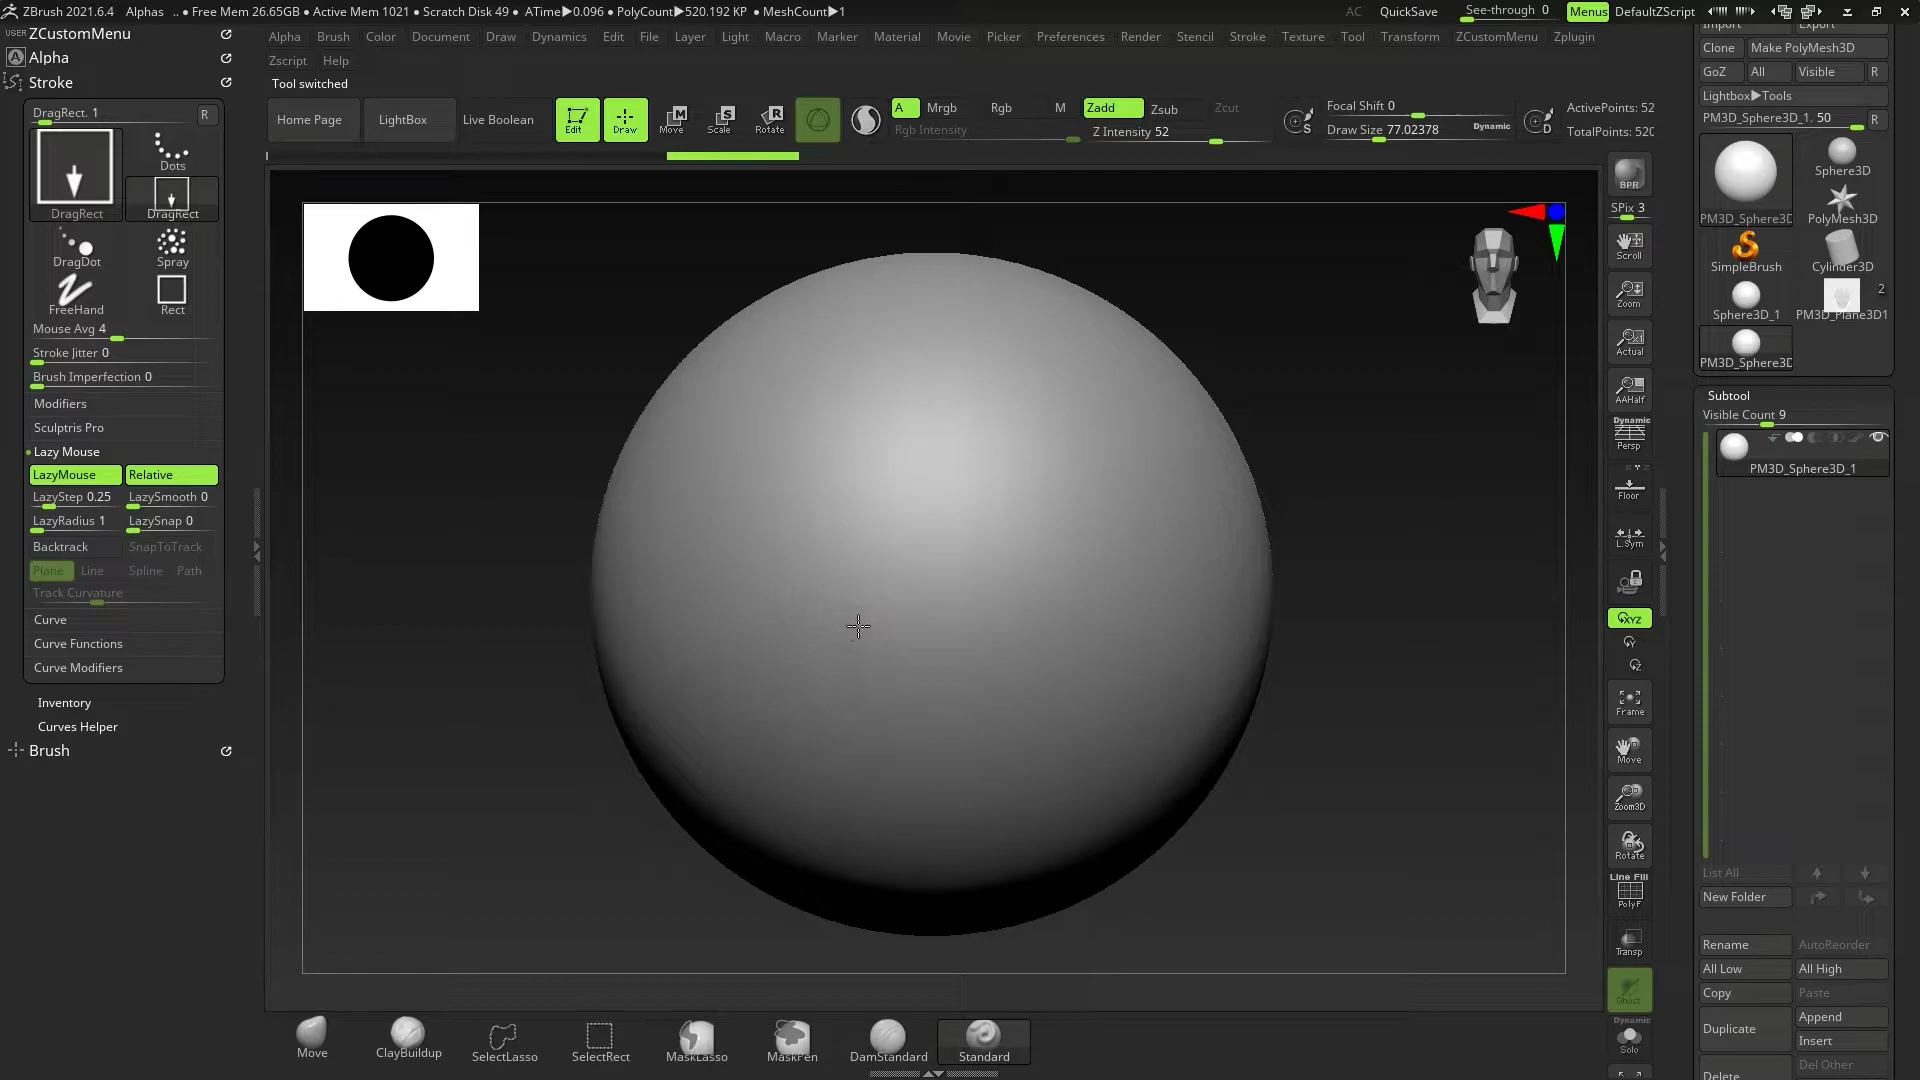 ZBrush 2021.6.4 Alphas .. • Free Mem 26.65GB • Active Mem 1021 • Scratch Disk 49 • ATime▶0.096 • PolyCount▶520.192 KP • MeshCount▶1 AC QuickSave See-through 0 Menus DefaultZScript
USER ZCustomMenu
Alpha
Stroke
DragRect. 1 R
DragRect
Dots
DragRect
DragDot
Spray
FreeHand
Rect
Mouse Avg 4
Stroke Jitter 0
Brush Imperfection 0
Modifiers
Sculptris Pro
Lazy Mouse
LazyMouse Relative
LazyStep 0.25 LazySmooth 0
LazyRadius 1 LazySnap 0
Backtrack SnapToTrack
Plane Line Spline Path
Track Curvature
Curve
Curve Functions
Curve Modifiers
Inventory
Curves Helper
Brush
Alpha Brush Color Document Draw Dynamics Edit File Layer Light Macro Marker Material Movie Picker Preferences Render Stencil Stroke Texture Tool Transform ZCustomMenu Zplugin
Zscript Help
Tool switched
Home Page LightBox Live Boolean Edit Draw Move Scale Rotate
A Mrgb Rgb M Zadd Zsub Zcut
Rgb Intensity Z Intensity 52
S Focal Shift 0
Draw Size 77.02378 Dynamic D
ActivePoints: 52
TotalPoints: 520
BPR
SPix 3
Scroll
Zoom
Actual
AAHalf
Dynamic
Persp
Floor
L.Sym
XYZ
Y
Z
Frame
Move
Zoom3D
Rotate
Line Fill
PolyF
Transp
Ghost
Dynamic
Solo
Import Export
Clone Make PolyMesh3D
GoZ All Visible R
Lightbox▶Tools
PM3D_Sphere3D_1. 50 R
PM3D_Sphere3D
Sphere3D
PolyMesh3D
SimpleBrush
Cylinder3D
Sphere3D_1
2
PM3D_Plane3D1
PM3D_Sphere3D
Subtool
Visible Count 9
PM3D_Sphere3D_1
List All
New Folder
Rename AutoReorder
All Low All High
Copy Paste
Duplicate Append
Insert
Delete Del Other
Move ClayBuildup SelectLasso SelectRect MaskLasso MaskPen DamStandard Standard